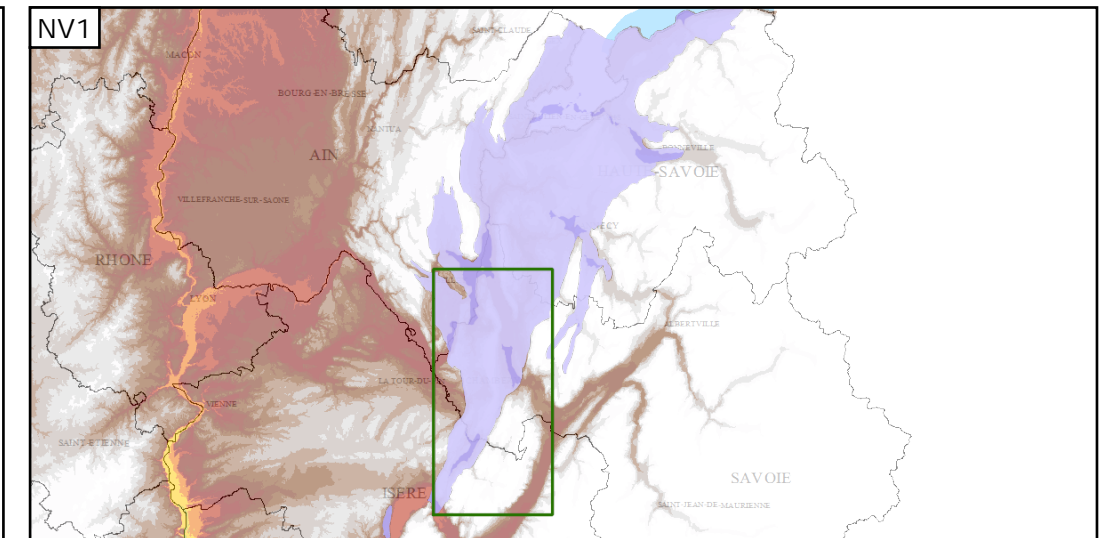 NV1
SAINT-CLAUDE
MACON
BOURG-EN-BRESSE
NANTUA
AIN
BONNEVILLE
HAUTE-SAVOIE
VILLEFRANCHE-SUR-SAONE
ECY
RHONE
LYON
ALBERTVILLE
LA TOUR-DU-
VIENNE
SAINT-ETIENNE
ISERE
SAVOIE
SAINT-JEAN-DE-MAURIENNE